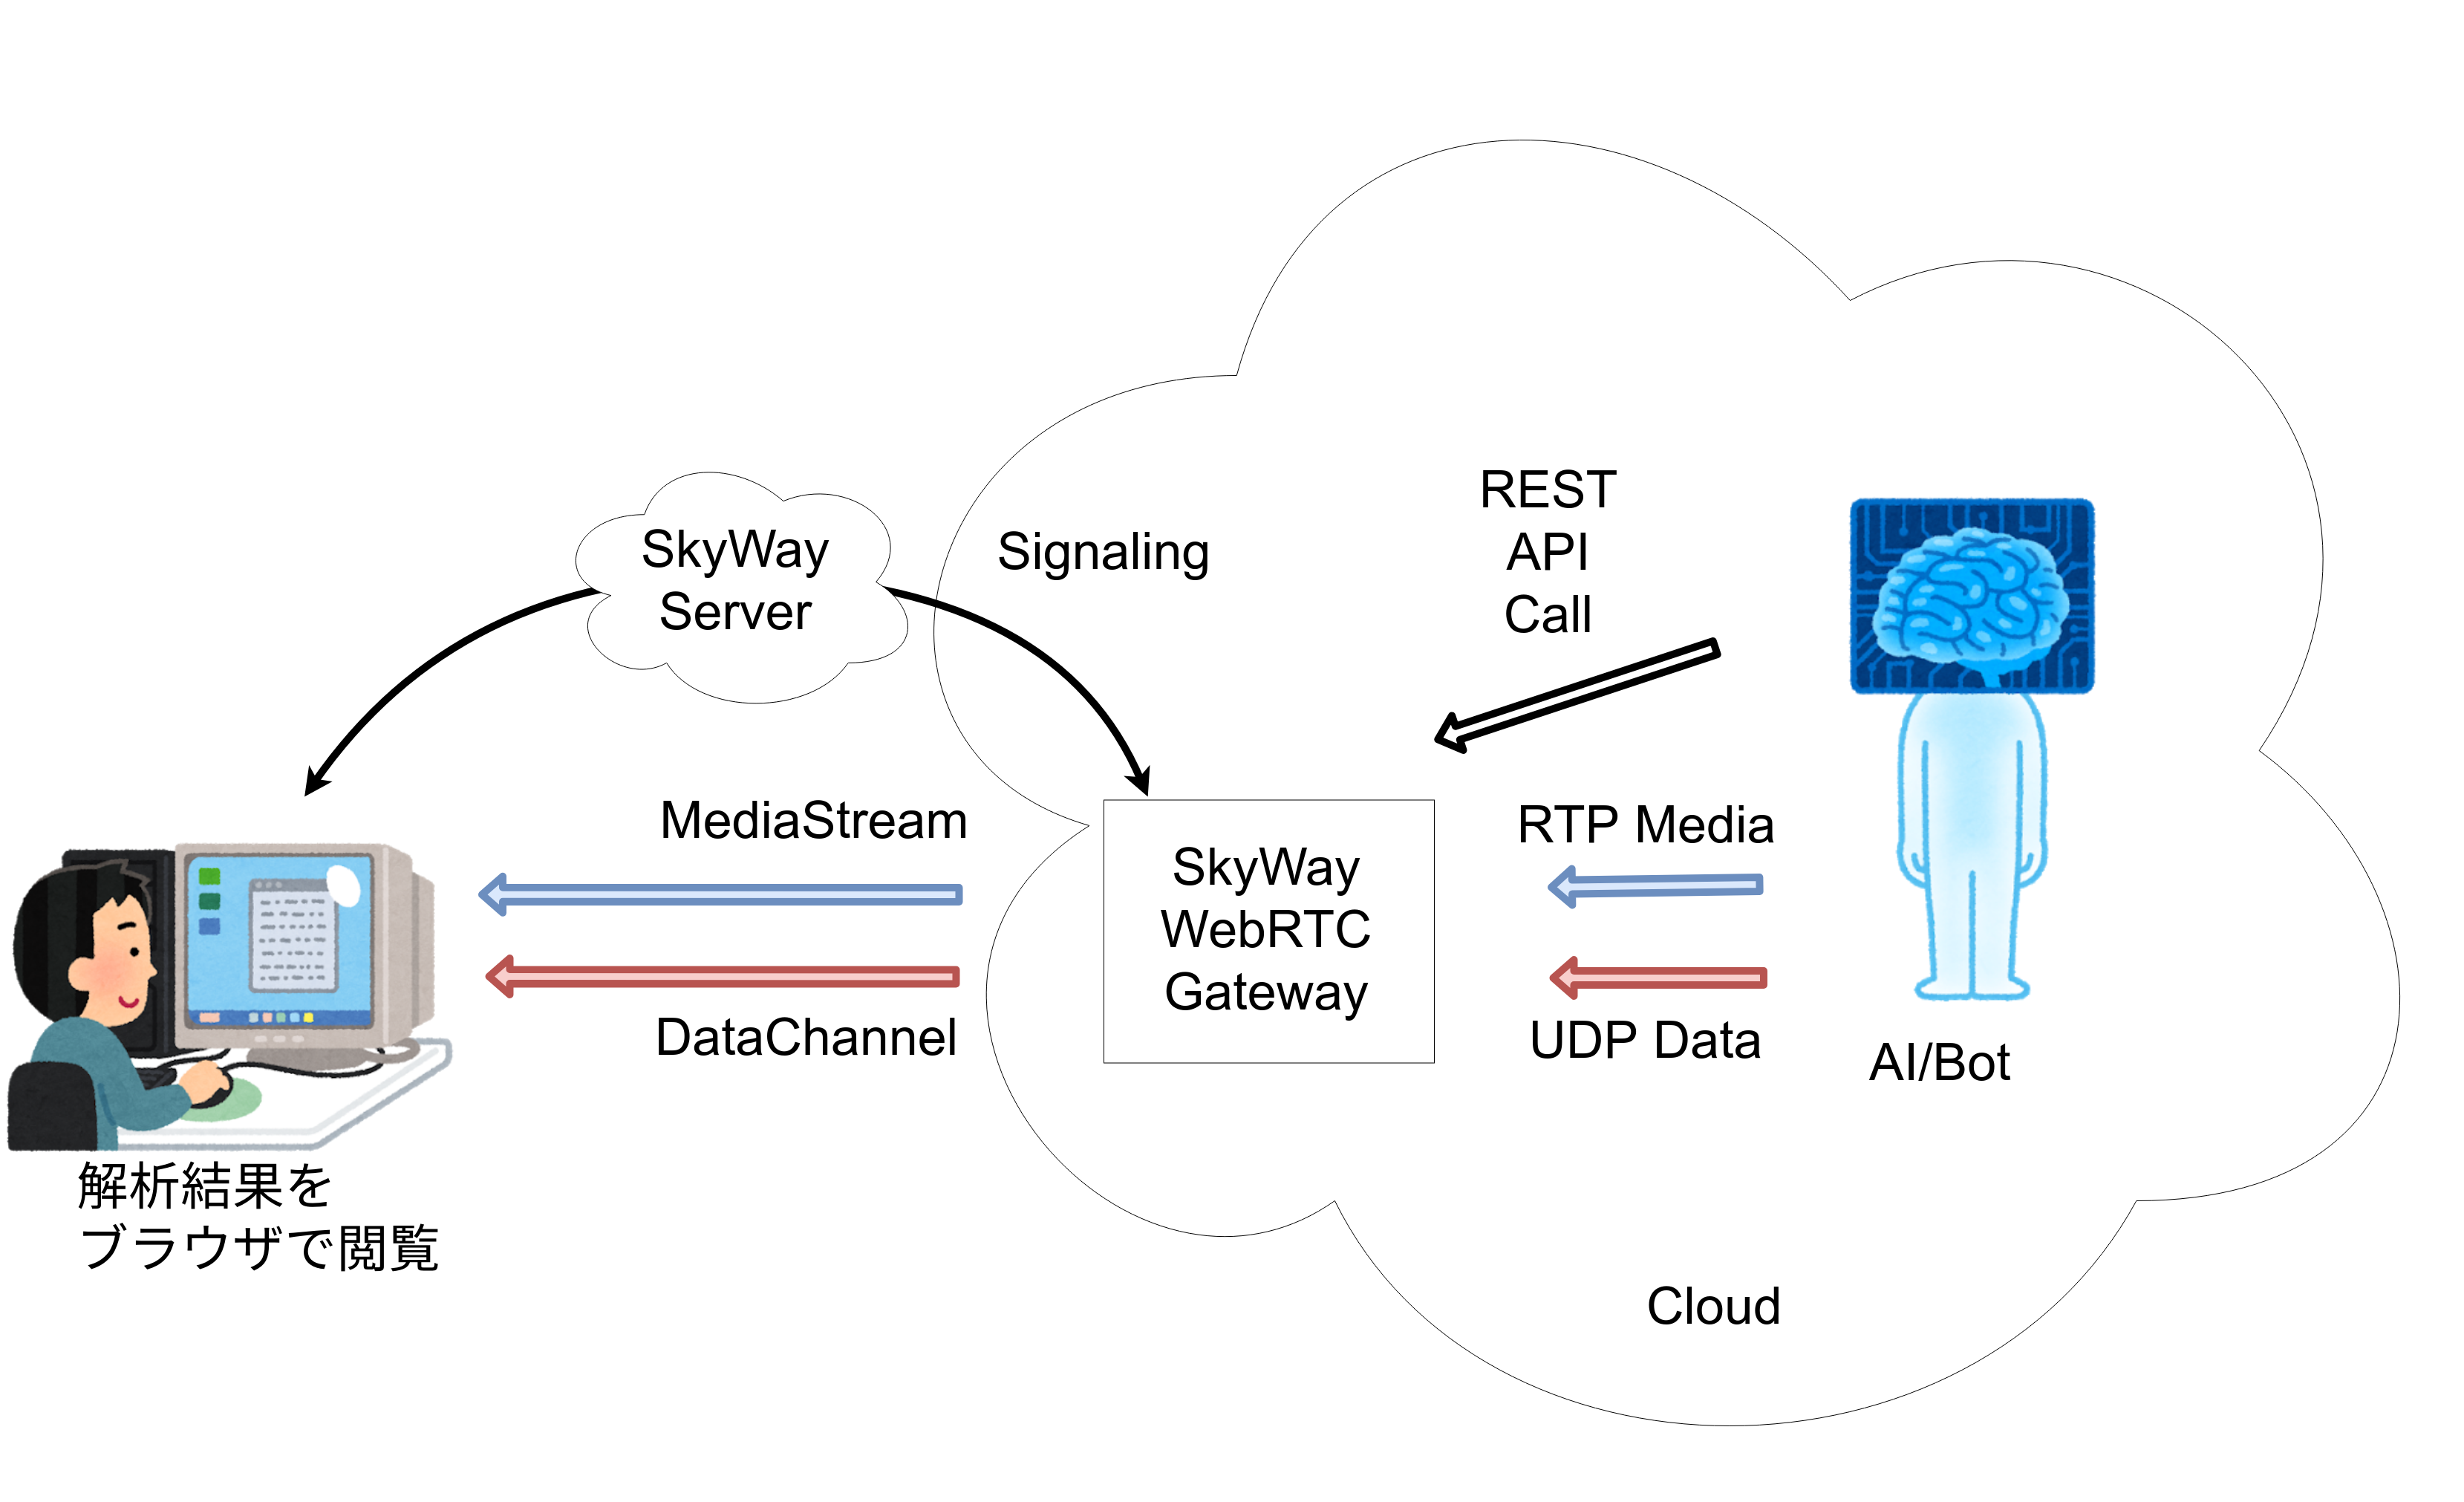 SkyWay
Server
Signaling
REST
API
Call
MediaStream
DataChannel
SkyWay
WebRTC
Gateway
RTP Media
UDP Data
AI/Bot
解析結果を
ブラウザで閲覧
Cloud